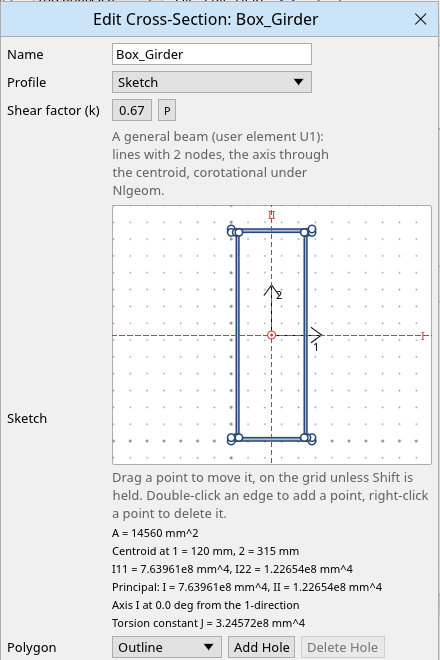 Edit Cross-Section: Box_Girder
Name
Box_Girder
Profile
Sketch
Shear factor (k)
0.67
P
A general beam (user element U1):
lines with 2 nodes, the axis through
the centroid, corotational under
Nlgeom.
II
2
I
1
Sketch
Drag a point to move it, on the grid unless Shift is
held. Double-click an edge to add a point, right-click
a point to delete it.
A = 14560 mm^2
Centroid at 1 = 120 mm, 2 = 315 mm
I11 = 7.63961e8 mm^4, I22 = 1.22654e8 mm^4
Principal: I = 7.63961e8 mm^4, II = 1.22654e8 mm^4
Axis I at 0.0 deg from the 1-direction
Torsion constant J = 3.24572e8 mm^4
Polygon
Outline
Add Hole
Delete Hole